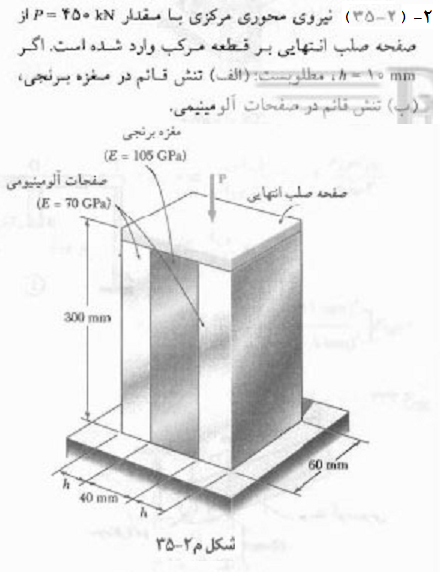 ۲- (۲-۳۵) نیروی محوری مرکزی با مقدار P = ۴۵۰ kN از
صفحه صلب انتهایی بر قطعه مرکب وارد شده است. اگر
h = ۱۰ mm، مطلوبست: (الف) تنش قائم در مغزه برنجی،
(ب) تنش قائم در صفحات آلومینیمی.
مغزه برنجی
(E = 105 GPa)
صفحات آلومینیومی
(E = 70 GPa)
P
صفحه صلب انتهایی
300 mm
60 mm
h
40 mm
h
شکل م۲-۳۵